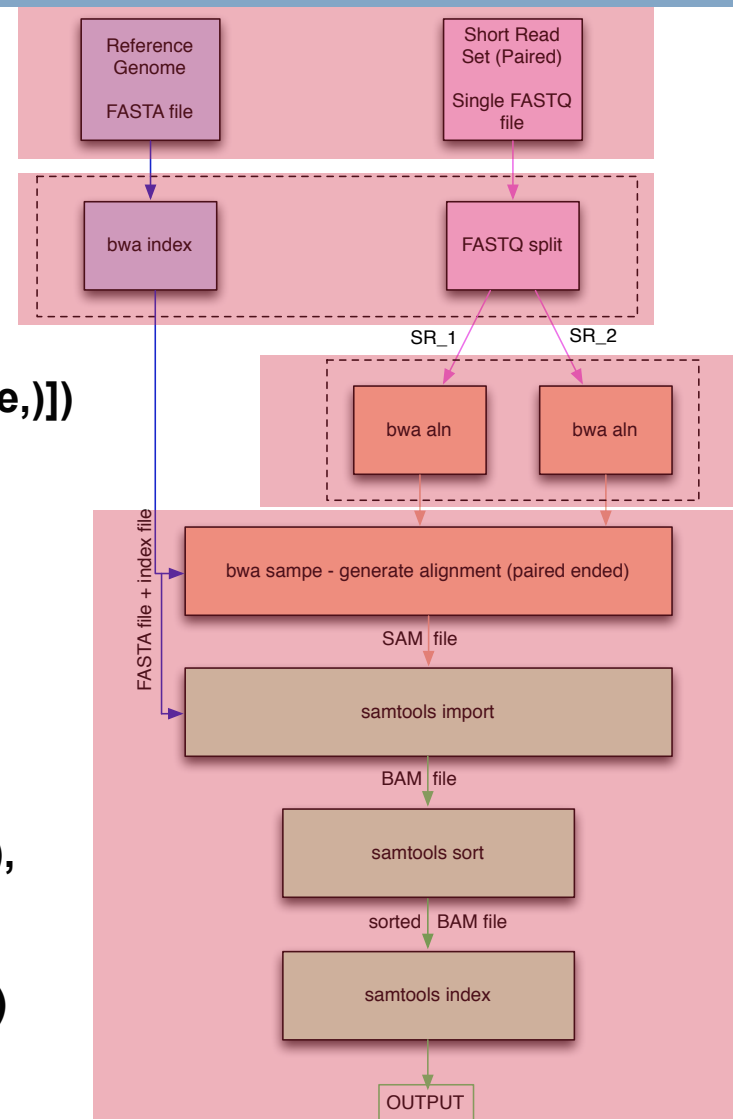 Reference
Genome
FASTA file
Short Read
Set (Paired)
Single FASTQ
file
bwa index
FASTQ split
SR_1
SR_2
e,)])
bwa aln
bwa aln
FASTA file + index file
bwa sampe - generate alignment (paired ended)
SAM file
samtools import
BAM file
samtools sort
),
sorted BAM file
samtools index
)
OUTPUT